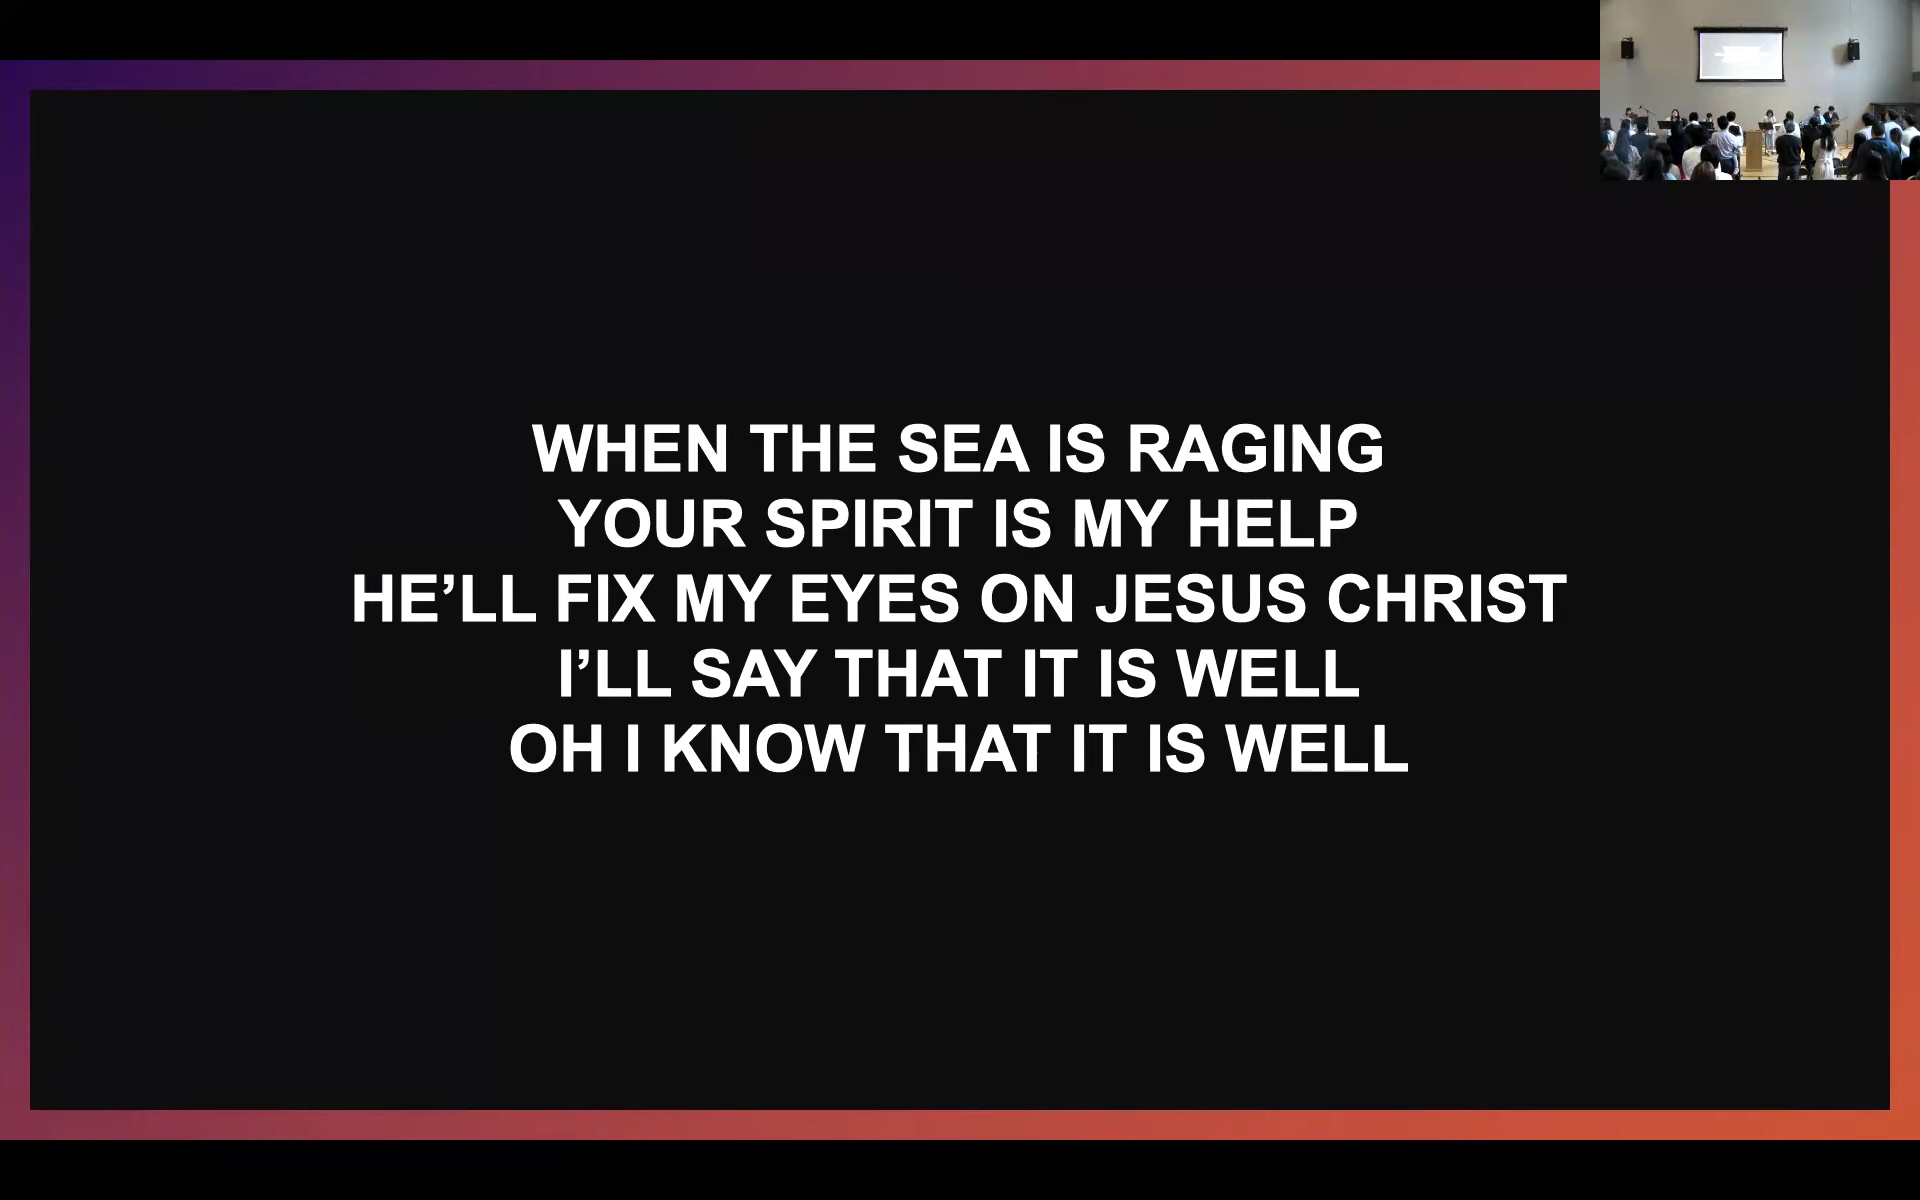 WHEN THE SEA IS RAGING
YOUR SPIRIT IS MY HELP
HE’LL FIX MY EYES ON JESUS CHRIST
I’LL SAY THAT IT IS WELL
OH I KNOW THAT IT IS WELL